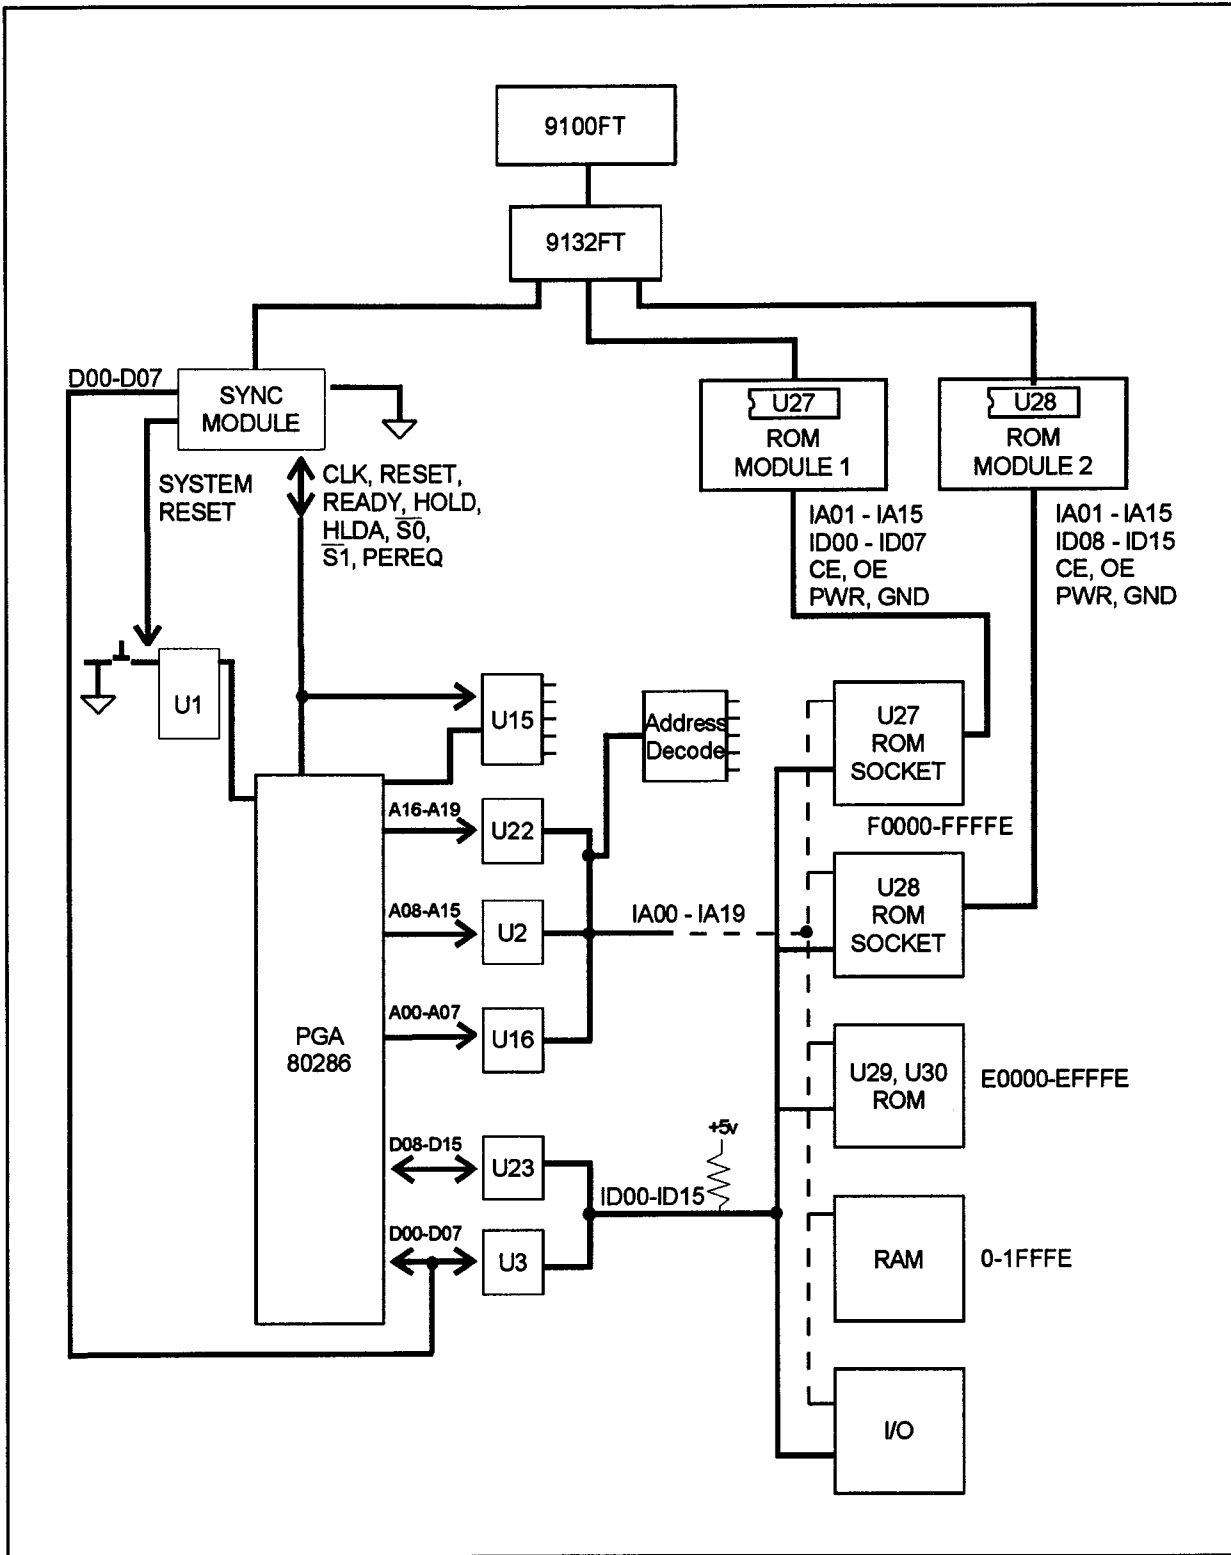 9100FT
9132FT
D00-D07
SYNC
MODULE
U27
ROM
MODULE 1
U28
ROM
MODULE 2
SYSTEM
RESET
CLK, RESET,
READY, HOLD,
HLDA, S̅0̅,
S̅1̅, PEREQ
IA01 - IA15
ID00 - ID07
CE, OE
PWR, GND
IA01 - IA15
ID08 - ID15
CE, OE
PWR, GND
U1
U15
Address
Decode
U27
ROM
SOCKET
F0000-FFFFE
A16-A19
U22
U28
ROM
SOCKET
A08-A15
U2
IA00 - IA19
A00-A07
U16
PGA
80286
U29, U30
ROM
E0000-EFFFE
+5v
D08-D15
U23
ID00-ID15
D00-D07
U3
RAM
0-1FFFE
I/O